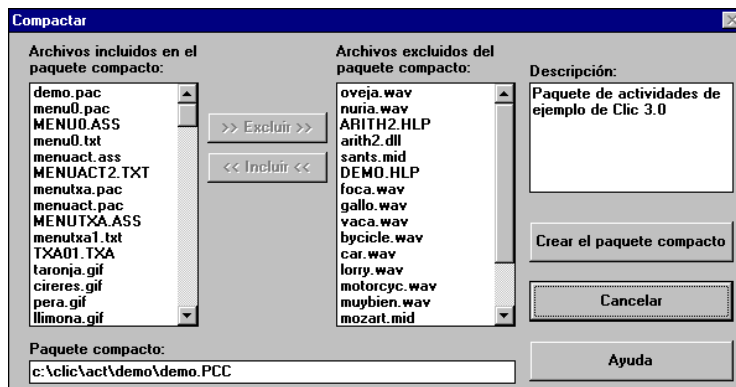 Compactar
Archivos incluidos en el
paquete compacto:
demo.pac
menu0.pac
MENU0.ASS
menu0.txt
menuact.ass
MENUACT2.TXT
menutxa.pac
menuact.pac
MENUTXA.ASS
menutxa1.txt
TXA01.TXA
taronja.gif
cireres.gif
pera.gif
llimona.gif
>> Excluír >>
<< Incluír <<
Archivos excluidos del
paquete compacto:
oveja.wav
nuria.wav
ARITH2.HLP
arith2.dll
sants.mid
DEMO.HLP
foca.wav
gallo.wav
vaca.wav
bycicle.wav
car.wav
lorry.wav
motorcyc.wav
muybien.wav
mozart.mid
Descripción:
Paquete de actividades de
ejemplo de Clic 3.0
Crear el paquete compacto
Cancelar
Ayuda
Paquete compacto:
c:\clic\act\demo\demo.PCC